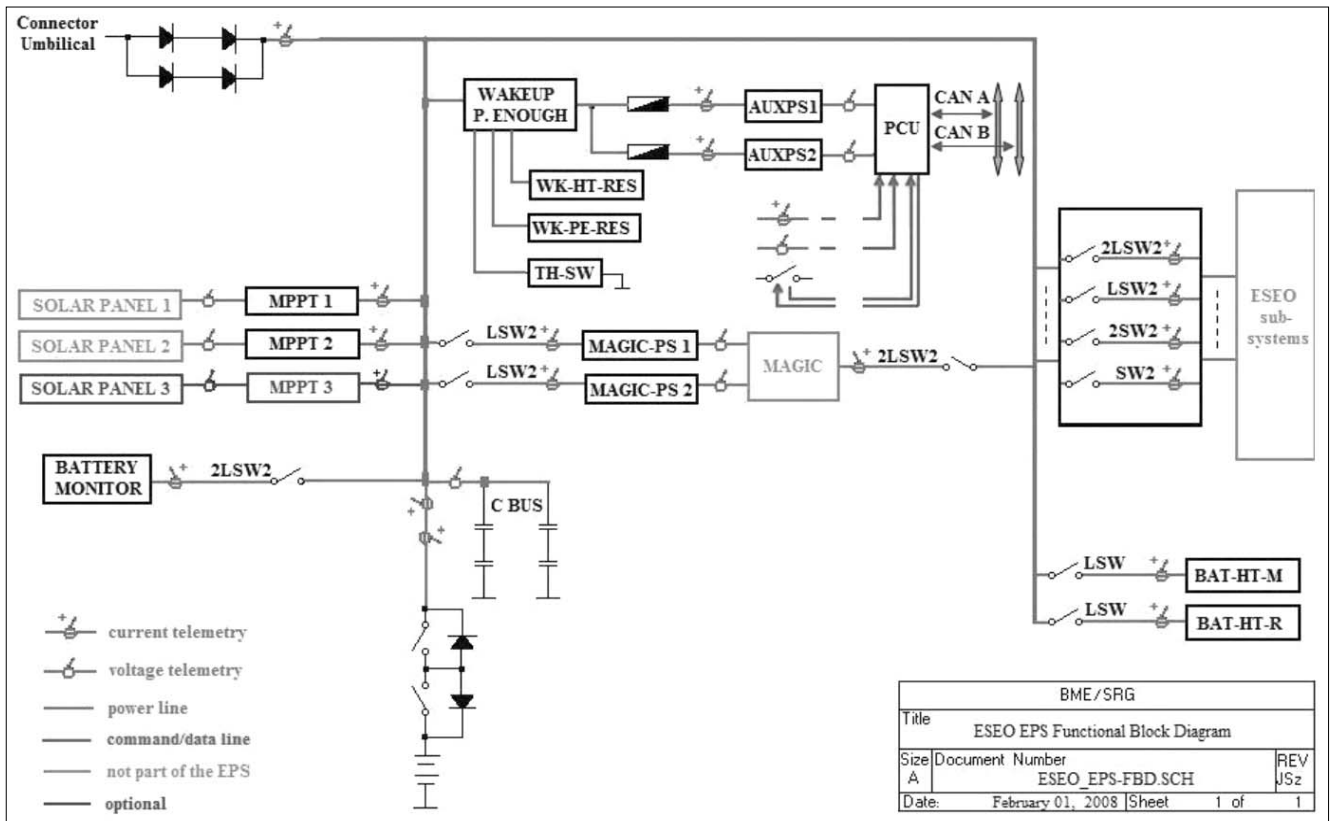 Connector
Umbilical
WAKEUP
P. ENOUGH
AUXPS1
AUXPS2
PCU
CAN A
CAN B
WK-HT-RES
WK-PE-RES
TH-SW
SOLAR PANEL 1
MPPT 1
SOLAR PANEL 2
MPPT 2
SOLAR PANEL 3
MPPT 3
LSW2
MAGIC-PS 1
LSW2
MAGIC-PS 2
MAGIC
2LSW2
2LSW2
LSW2
2SW2
SW2
ESEO
sub-
systems
BATTERY
MONITOR
2LSW2
C BUS
LSW
BAT-HT-M
LSW
BAT-HT-R
current telemetry
voltage telemetry
power line
command/data line
not part of the EPS
optional
BME/SRG
Title
ESEO EPS Functional Block Diagram
Size Document Number REV
A ESEO_EPS-FBD.SCH JSz
Date: February 01, 2008 Sheet 1 of 1